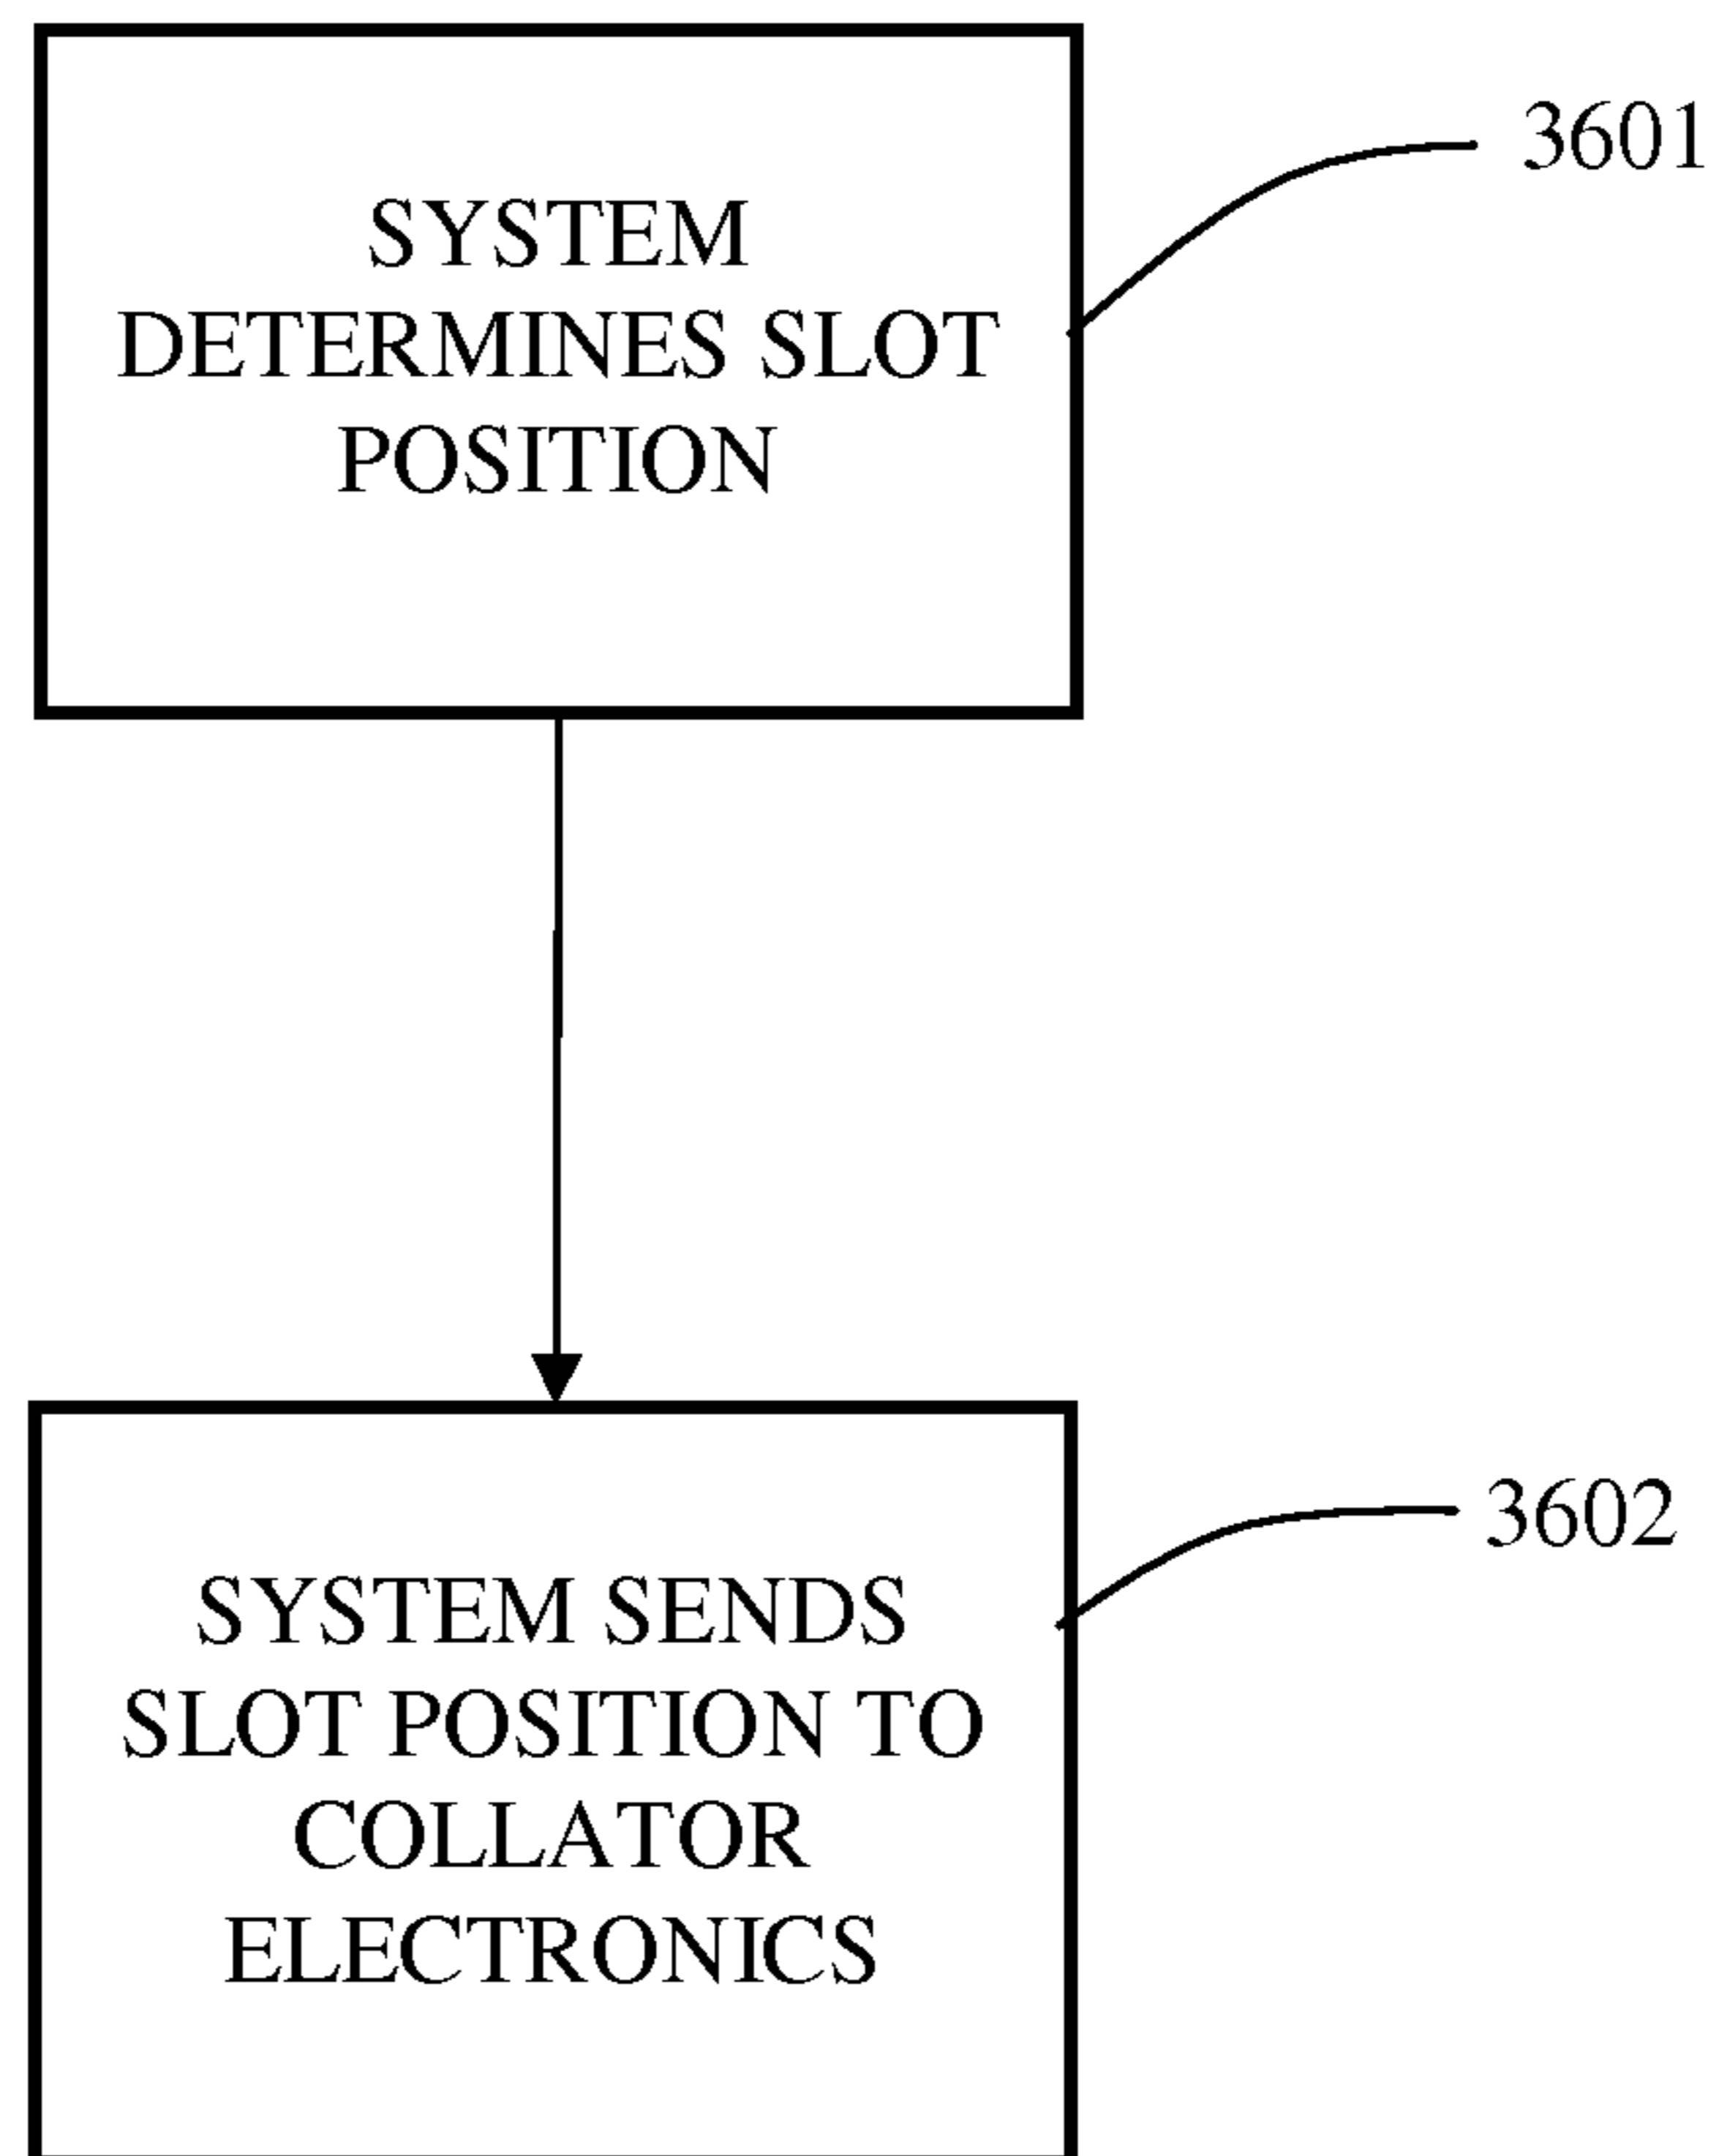 3601
SYSTEM
DETERMINES SLOT
POSITION
3602
SYSTEM SENDS
SLOT POSITION TO
COLLATOR
ELECTRONICS